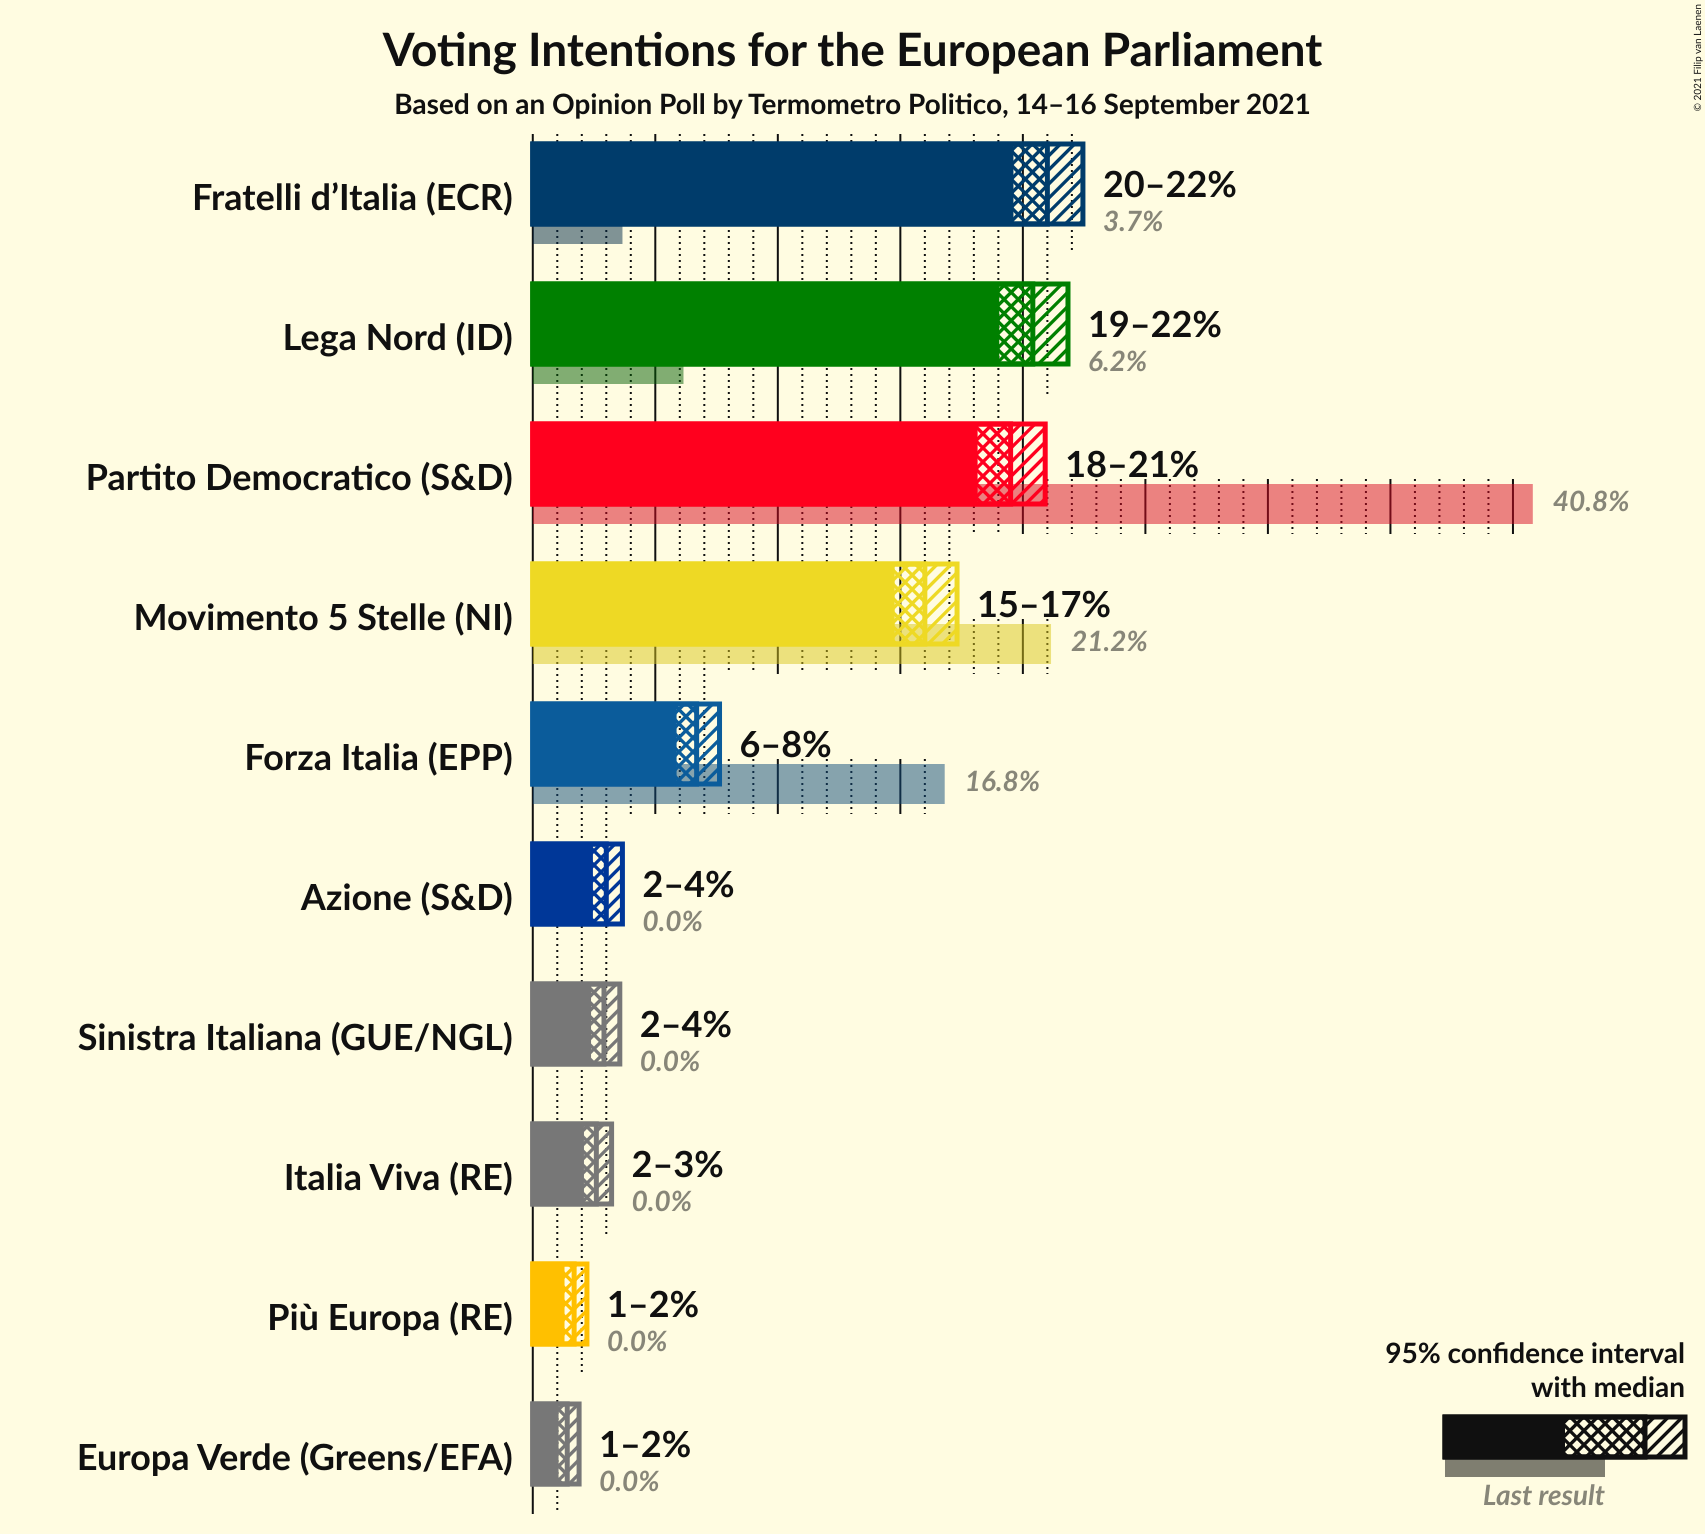 Voting Intentions for the European Parliament
Based on an Opinion Poll by Termometro Politico, 14–16 September 2021
© 2021 Filip van Laenen
Fratelli d’Italia (ECR)
20–22%
3.7%
Lega Nord (ID)
19–22%
6.2%
Partito Democratico (S&D)
18–21%
40.8%
Movimento 5 Stelle (NI)
15–17%
21.2%
Forza Italia (EPP)
6–8%
16.8%
Azione (S&D)
2–4%
0.0%
Sinistra Italiana (GUE/NGL)
2–4%
0.0%
Italia Viva (RE)
2–3%
0.0%
Più Europa (RE)
1–2%
0.0%
Europa Verde (Greens/EFA)
1–2%
0.0%
95% confidence interval
with median
Last result